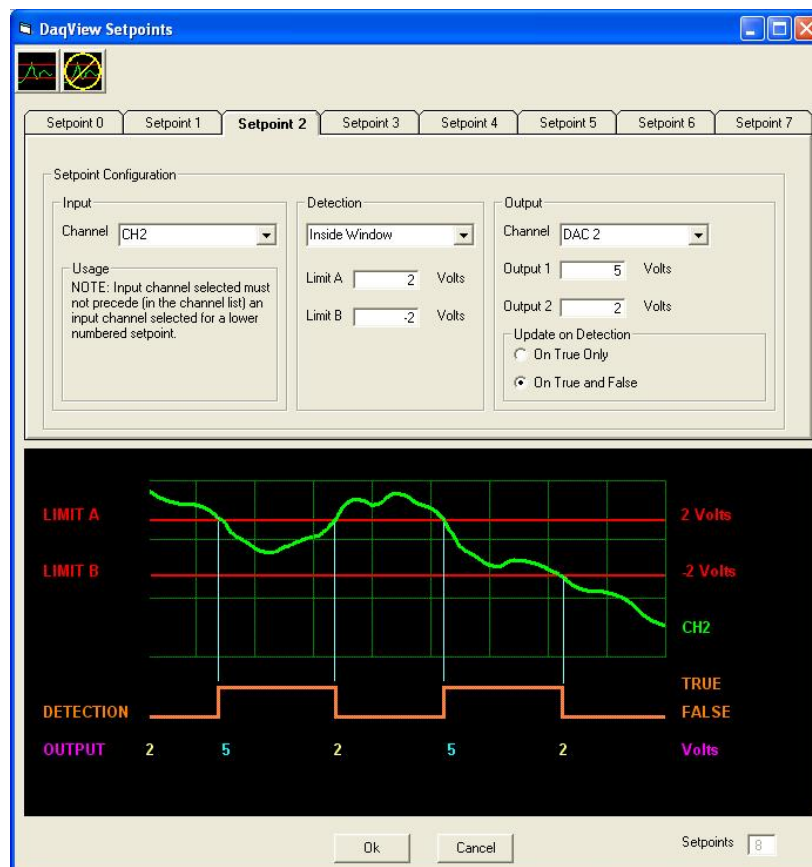 DaqView Setpoints
Setpoint 0 Setpoint 1 Setpoint 2 Setpoint 3 Setpoint 4 Setpoint 5 Setpoint 6 Setpoint 7
Setpoint Configuration
Input
Channel CH2
Usage
NOTE: Input channel selected must
not precede (in the channel list) an
input channel selected for a lower
numbered setpoint.
Detection
Inside Window
Limit A 2 Volts
Limit B -2 Volts
Output
Channel DAC 2
Output 1 5 Volts
Output 2 2 Volts
Update on Detection
On True Only
On True and False
LIMIT A 2 Volts
LIMIT B -2 Volts
CH2
TRUE
DETECTION FALSE
OUTPUT 2 5 2 5 2 Volts
Ok Cancel Setpoints 8